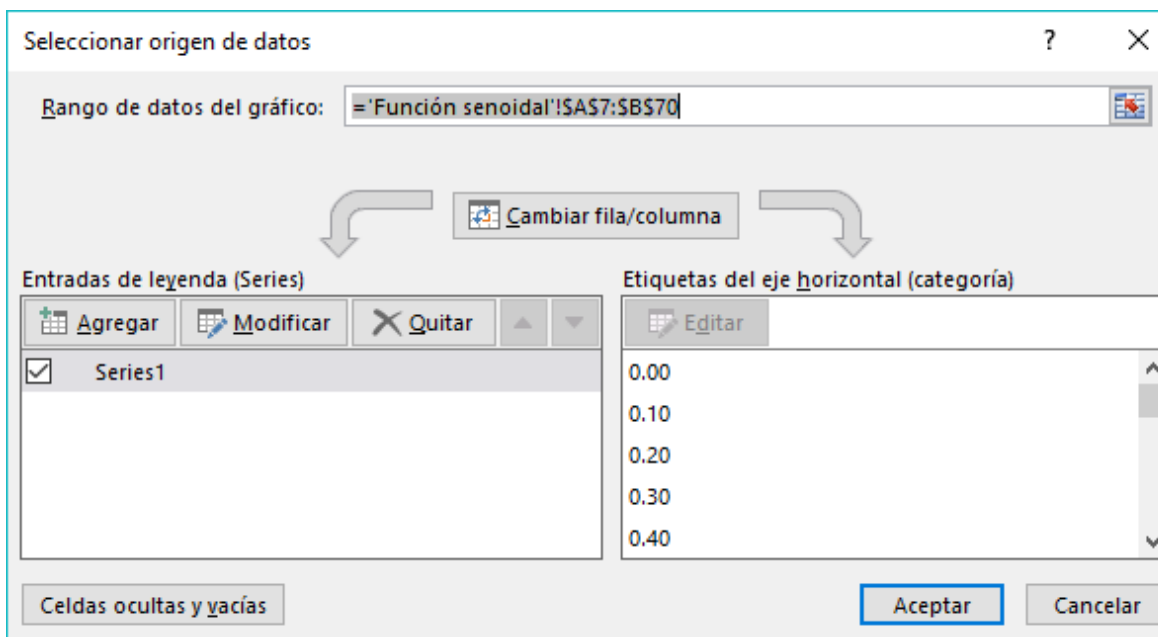 Seleccionar origen de datos ?
Rango de datos del gráfico: ='Función senoidal'!$A$7:$B$70
Cambiar fila/columna
Entradas de leyenda (Series)
Agregar Modificar Quitar
Series1
Etiquetas del eje horizontal (categoría)
Editar
0.00
0.10
0.20
0.30
0.40
Celdas ocultas y vacías Aceptar Cancelar